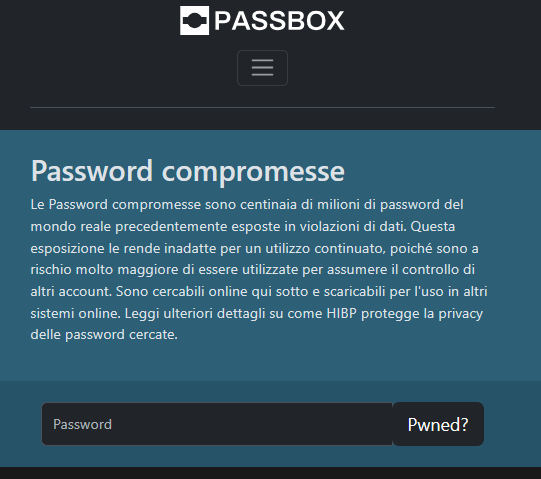 PASSBOX
Password compromesse
Le Password compromesse sono centinaia di milioni di password del
mondo reale precedentemente esposte in violazioni di dati. Questa
esposizione le rende inadatte per un utilizzo continuato, poiché sono a
rischio molto maggiore di essere utilizzate per assumere il controllo di
altri account. Sono cercabili online qui sotto e scaricabili per l'uso in altri
sistemi online. Leggi ulteriori dettagli su come HIBP protegge la privacy
delle password cercate.
Password
Pwned?